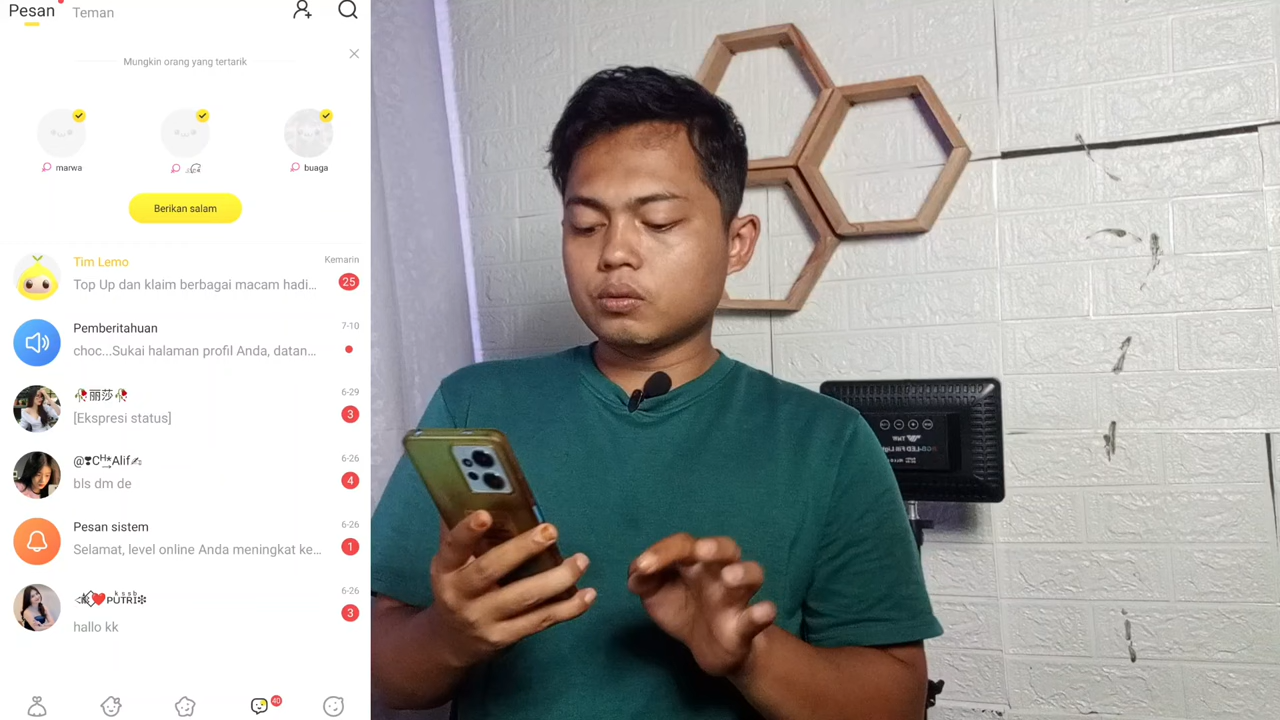 Pesan
Teman
Mungkin orang yang tertarik
marwa
buaga
Berikan salam
Tim Lemo
Kemarin
Top Up dan klaim berbagai macam hadi...
25
Pemberitahuan
7-10
choc...Sukai halaman profil Anda, datan...
🥀丽莎🥀
6-29
[Ekspresi status]
3
6-26
bls dm de
4
Pesan sistem
6-26
Selamat, level online Anda meningkat ke...
1
6-26
hallo kk
3
40